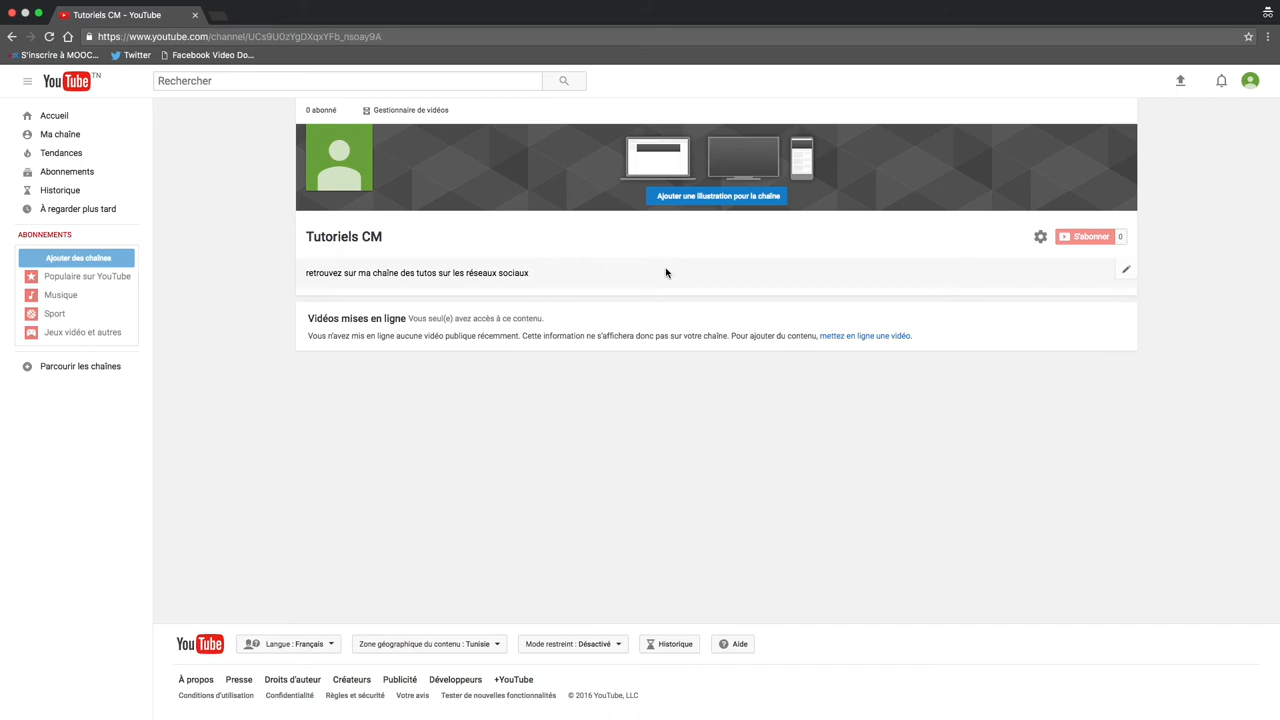 Tutoriels CM - YouTube
https://www.youtube.com/channel/UCs9U0zYgDXqxYFb_nsoay9A
S'inscrire à MOOC...
Twitter
Facebook Video Do...
YouTube TN
Rechercher
0 abonné
Gestionnaire de vidéos
Accueil
Ma chaîne
Tendances
Abonnements
Historique
À regarder plus tard
ABONNEMENTS
Ajouter des chaînes
Populaire sur YouTube
Musique
Sport
Jeux vidéo et autres
Parcourir les chaînes
Ajouter une illustration pour la chaîne
Tutoriels CM
S'abonner 0
retrouvez sur ma chaîne des tutos sur les réseaux sociaux
Vidéos mises en ligne Vous seul(e) avez accès à ce contenu.
Vous n'avez mis en ligne aucune vidéo publique récemment. Cette information ne s'affichera donc pas sur votre chaîne. Pour ajouter du contenu, mettez en ligne une vidéo.
YouTube
Langue : Français
Zone géographique du contenu : Tunisie
Mode restreint : Désactivé
Historique
Aide
À propos Presse Droits d'auteur Créateurs Publicité Développeurs +YouTube
Conditions d'utilisation Confidentialité Règles et sécurité Votre avis Tester de nouvelles fonctionnalités © 2016 YouTube, LLC